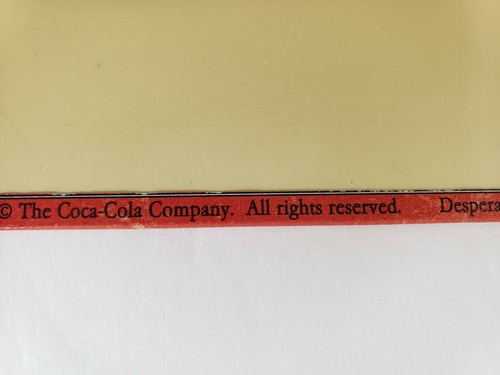 © The Coca-Cola Company. All rights reserved. Despera